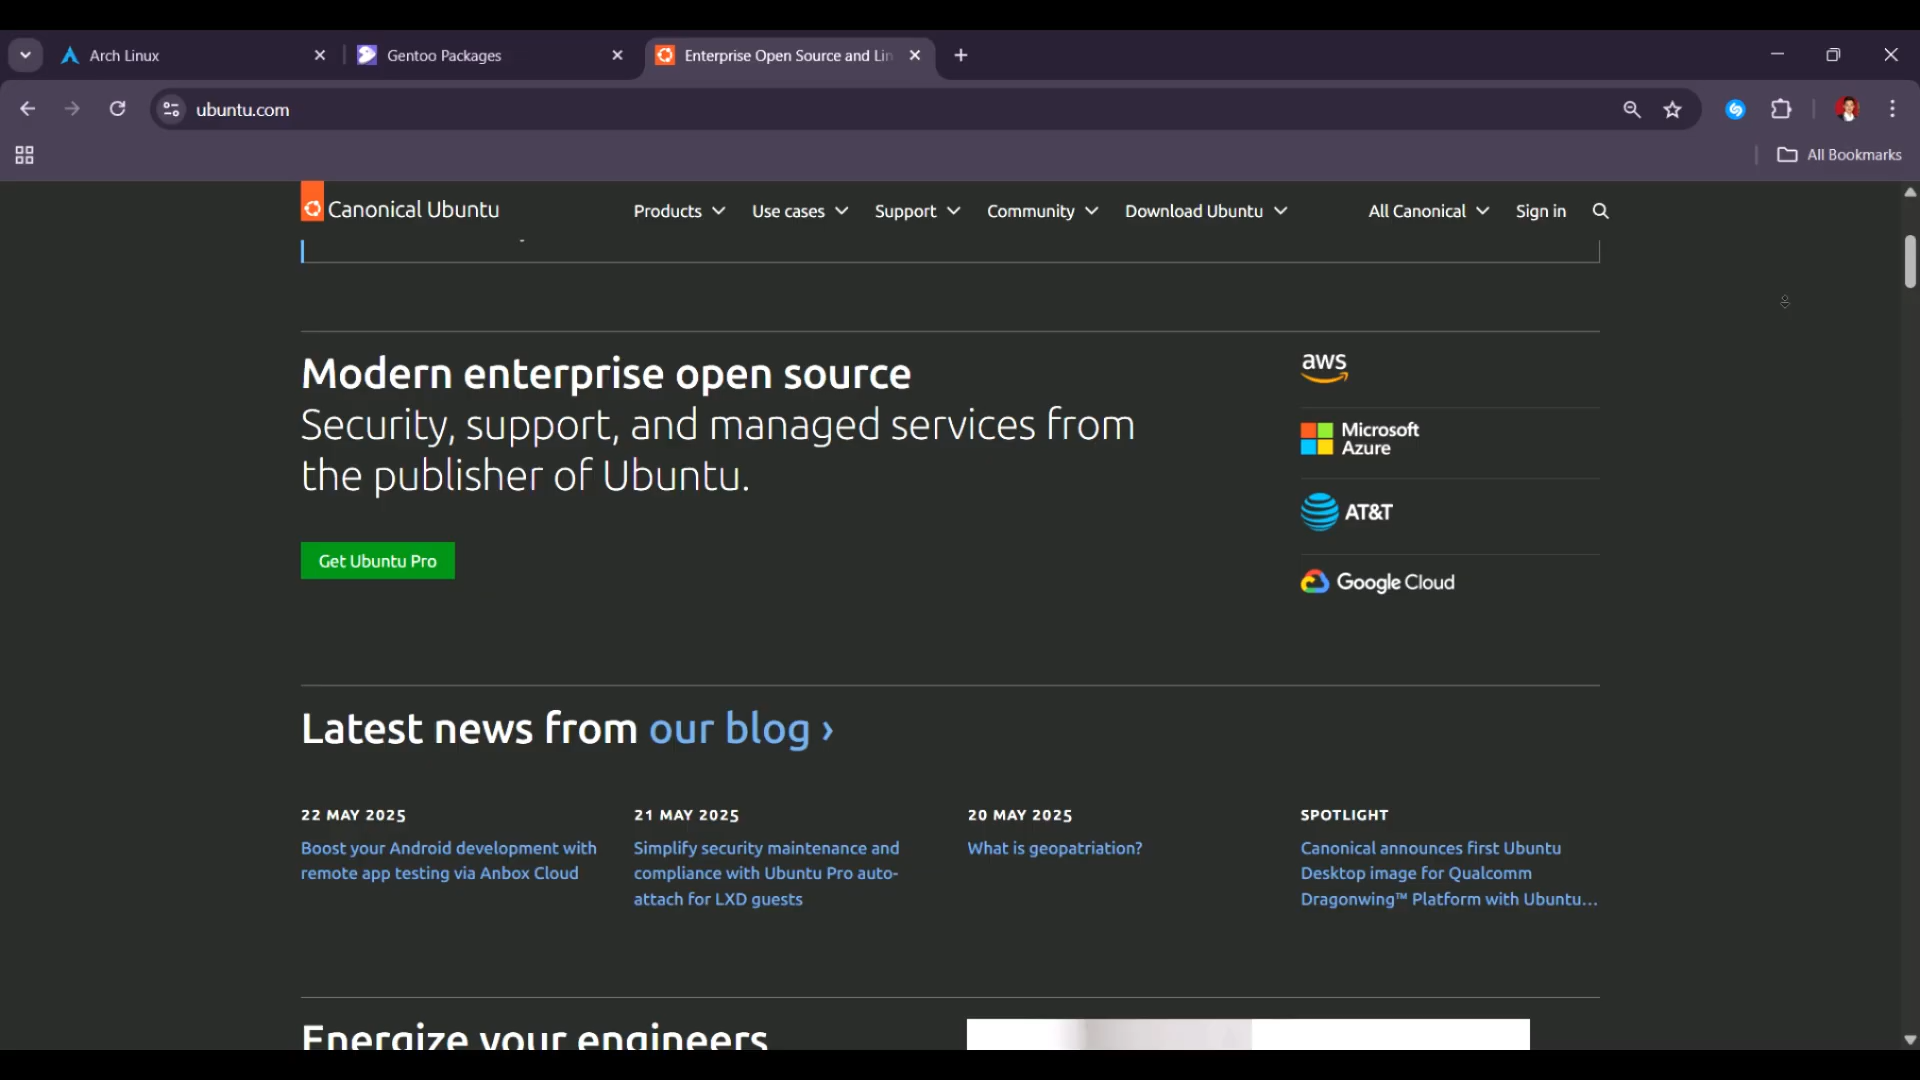 Arch Linux
Gentoo Packages
Enterprise Open Source and Lin
ubuntu.com
All Bookmarks
Canonical Ubuntu
Products
Use cases
Support
Community
Download Ubuntu
All Canonical
Sign in
Modern enterprise open source
Security, support, and managed services from
the publisher of Ubuntu.
Get Ubuntu Pro
aws
Microsoft
Azure
AT&T
Google Cloud
Latest news from our blog ›
22 MAY 2025
Boost your Android development with
remote app testing via Anbox Cloud
21 MAY 2025
Simplify security maintenance and
compliance with Ubuntu Pro auto-
attach for LXD guests
20 MAY 2025
What is geopatriation?
SPOTLIGHT
Canonical announces first Ubuntu
Desktop image for Qualcomm
Dragonwing™ Platform with Ubuntu…
Energize your engineers